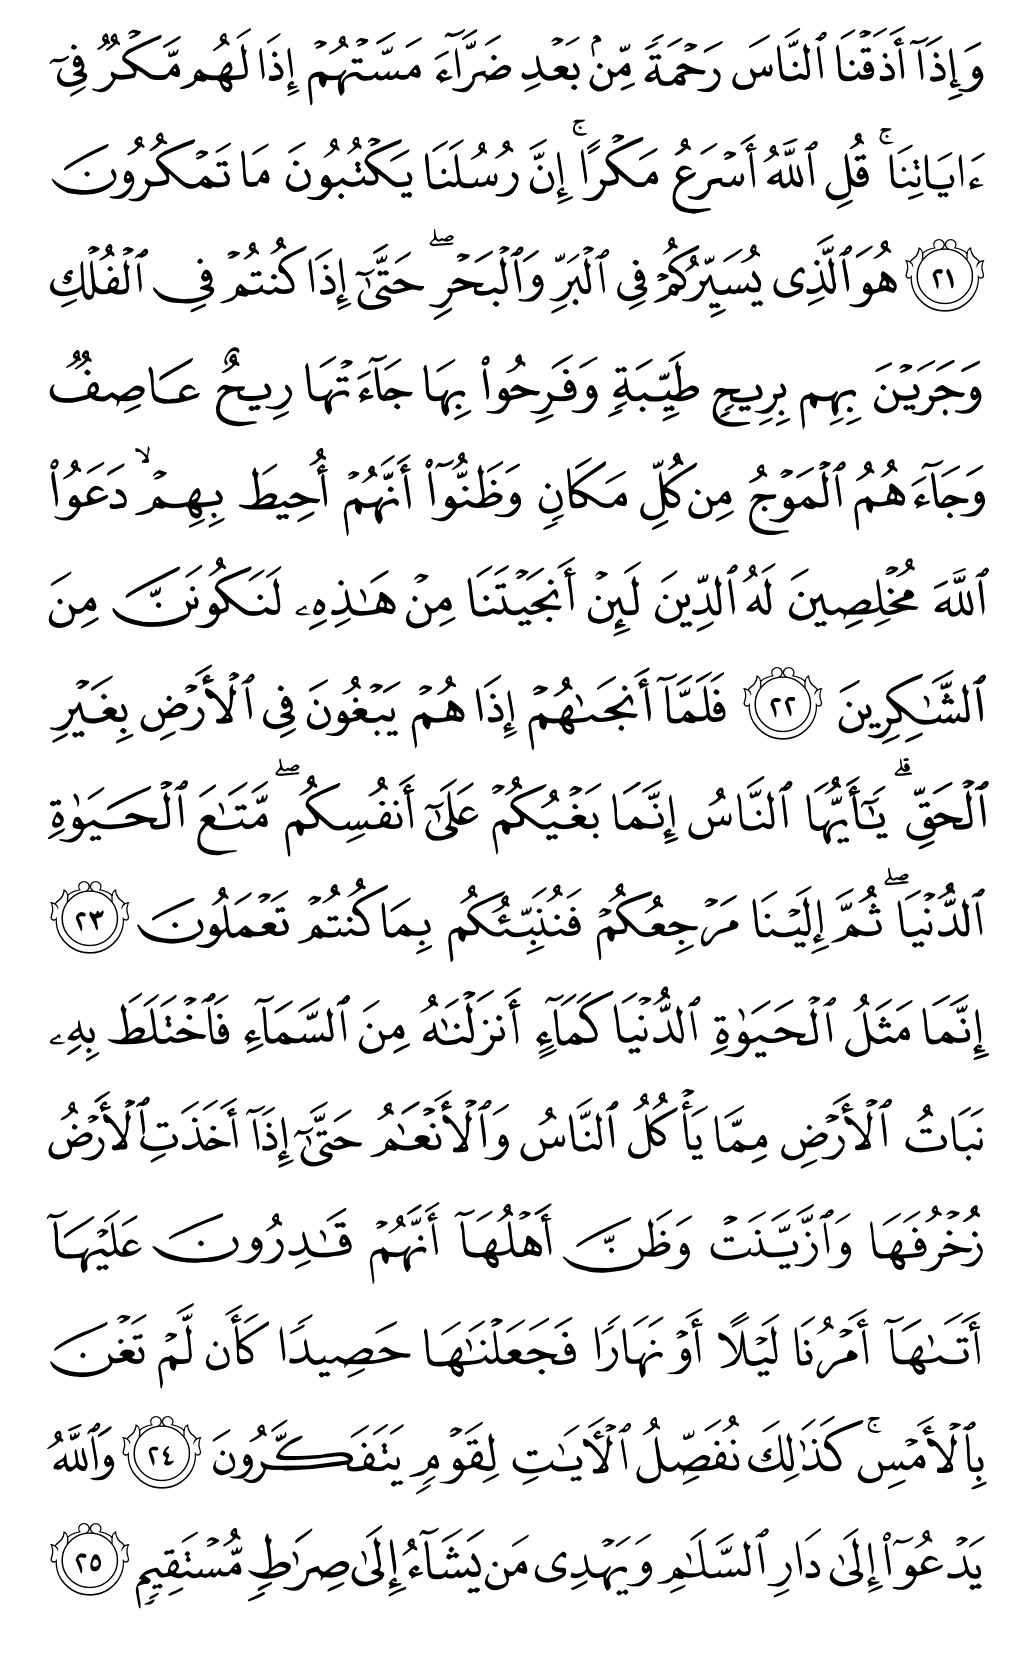 وَإِذَآ أَذَقۡنَا ٱلنَّاسَ رَحۡمَةٗ مِّنۢ بَعۡدِ ضَرَّآءَ مَسَّتۡهُمۡ إِذَا لَهُم مَّكۡرٞ فِيٓ
ءَايَاتِنَاۚ قُلِ ٱللَّهُ أَسۡرَعُ مَكۡرًاۚ إِنَّ رُسُلَنَا يَكۡتُبُونَ مَا تَمۡكُرُونَ
٢١ هُوَ ٱلَّذِي يُسَيِّرُكُمۡ فِي ٱلۡبَرِّ وَٱلۡبَحۡرِۖ حَتَّىٰٓ إِذَا كُنتُمۡ فِي ٱلۡفُلۡكِ
وَجَرَيۡنَ بِهِم بِرِيحٖ طَيِّبَةٖ وَفَرِحُواْ بِهَا جَآءَتۡهَا رِيحٌ عَاصِفٞ
وَجَآءَهُمُ ٱلۡمَوۡجُ مِن كُلِّ مَكَانٖ وَظَنُّوٓاْ أَنَّهُمۡ أُحِيطَ بِهِمۡ دَعَوُاْ
ٱللَّهَ مُخۡلِصِينَ لَهُ ٱلدِّينَ لَئِنۡ أَنجَيۡتَنَا مِنۡ هَٰذِهِۦ لَنَكُونَنَّ مِنَ
ٱلشَّٰكِرِينَ ٢٢ فَلَمَّآ أَنجَىٰهُمۡ إِذَا هُمۡ يَبۡغُونَ فِي ٱلۡأَرۡضِ بِغَيۡرِ
ٱلۡحَقِّۗ يَٰٓأَيُّهَا ٱلنَّاسُ إِنَّمَا بَغۡيُكُمۡ عَلَىٰٓ أَنفُسِكُمۖ مَّتَٰعَ ٱلۡحَيَوٰةِ
ٱلدُّنۡيَاۖ ثُمَّ إِلَيۡنَا مَرۡجِعُكُمۡ فَنُنَبِّئُكُم بِمَا كُنتُمۡ تَعۡمَلُونَ ٢٣
إِنَّمَا مَثَلُ ٱلۡحَيَوٰةِ ٱلدُّنۡيَا كَمَآءٍ أَنزَلۡنَٰهُ مِنَ ٱلسَّمَآءِ فَٱخۡتَلَطَ بِهِۦ
نَبَاتُ ٱلۡأَرۡضِ مِمَّا يَأۡكُلُ ٱلنَّاسُ وَٱلۡأَنۡعَٰمُ حَتَّىٰٓ إِذَآ أَخَذَتِ ٱلۡأَرۡضُ
زُخۡرُفَهَا وَٱزَّيَّنَتۡ وَظَنَّ أَهۡلُهَآ أَنَّهُمۡ قَٰدِرُونَ عَلَيۡهَآ
أَتَىٰهَآ أَمۡرُنَا لَيۡلًا أَوۡ نَهَارٗا فَجَعَلۡنَٰهَا حَصِيدٗا كَأَن لَّمۡ تَغۡنَ
بِٱلۡأَمۡسِۚ كَذَٰلِكَ نُفَصِّلُ ٱلۡأٓيَٰتِ لِقَوۡمٖ يَتَفَكَّرُونَ ٢٤ وَٱللَّهُ
يَدۡعُوٓاْ إِلَىٰ دَارِ ٱلسَّلَٰمِ وَيَهۡدِي مَن يَشَآءُ إِلَىٰ صِرَٰطٖ مُّسۡتَقِيمٖ ٢٥